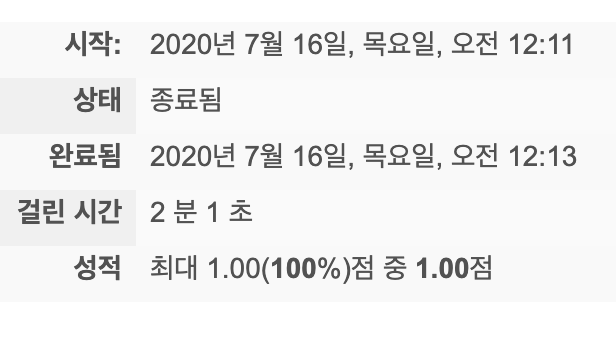 시작: 2020년 7월 16일, 목요일, 오전 12:11
상태 종료됨
완료됨 2020년 7월 16일, 목요일, 오전 12:13
걸린 시간 2 분 1 초
성적 최대 1.00(100%)점 중 1.00점